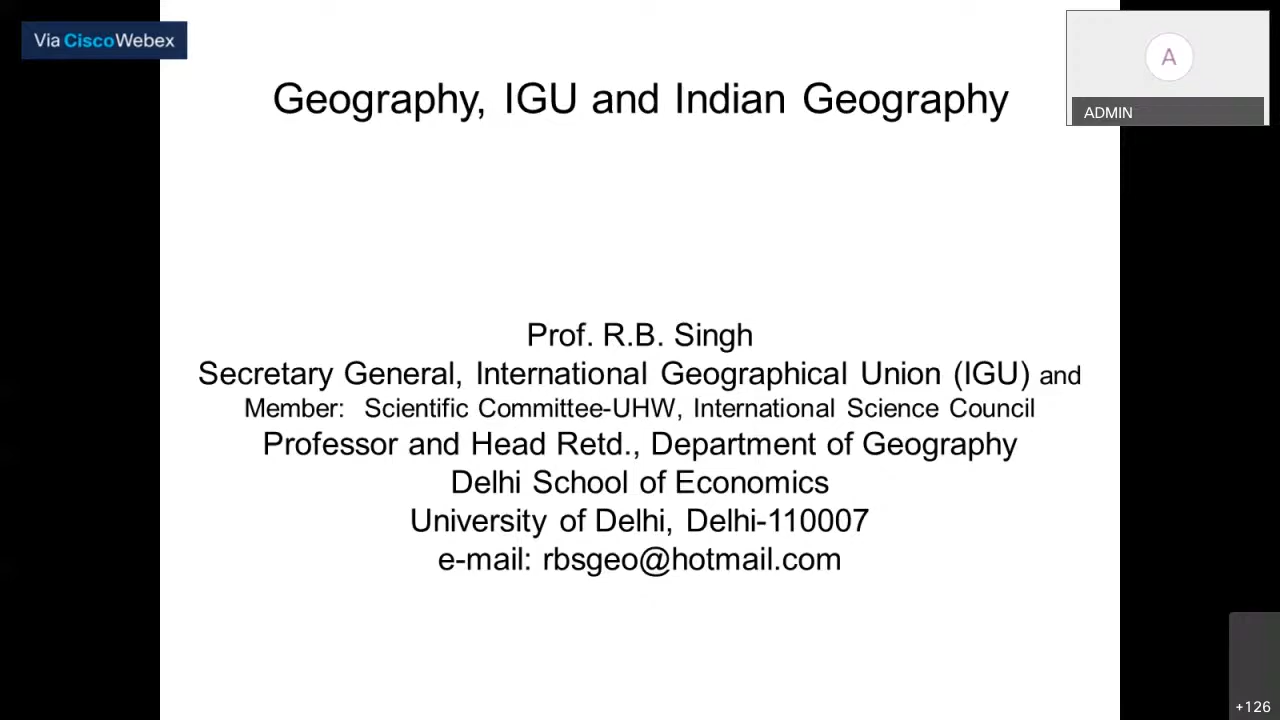 Via Cisco Webex
A
ADMIN
Geography, IGU and Indian Geography
Prof. R.B. Singh
Secretary General, International Geographical Union (IGU) and
Member: Scientific Committee-UHW, International Science Council
Professor and Head Retd., Department of Geography
Delhi School of Economics
University of Delhi, Delhi-110007
e-mail: rbsgeo@hotmail.com
+126